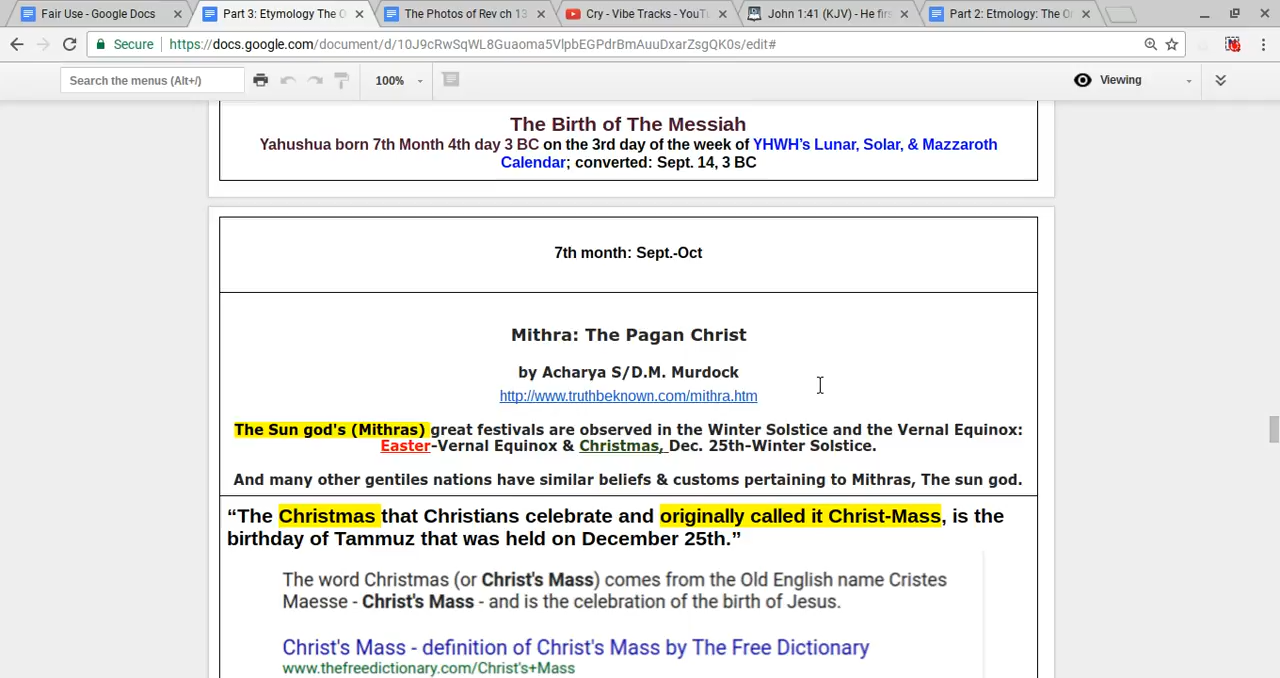 Fair Use - Google Docs
Part 3: Etymology The O
The Photos of Rev ch 13
Cry - Vibe Tracks - YouTu
John 1:41 (KJV) - He firs
Part 2: Etmology: The Or
Secure
https://docs.google.com/document/d/10J9cRwSqWL8Guaoma5VlpbEGPdrBmAuuDxarZsgQK0s/edit#
Search the menus (Alt+/)
100%
Viewing
The Birth of The Messiah
Yahushua born 7th Month 4th day 3 BC on the 3rd day of the week of YHWH’s Lunar, Solar, & Mazzaroth
Calendar; converted: Sept. 14, 3 BC
7th month: Sept.-Oct
Mithra: The Pagan Christ
by Acharya S/D.M. Murdock
http://www.truthbeknown.com/mithra.htm
The Sun god's (Mithras) great festivals are observed in the Winter Solstice and the Vernal Equinox:
Easter-Vernal Equinox & Christmas, Dec. 25th-Winter Solstice.
And many other gentiles nations have similar beliefs & customs pertaining to Mithras, The sun god.
“The Christmas that Christians celebrate and originally called it Christ-Mass, is the
birthday of Tammuz that was held on December 25th.”
The word Christmas (or Christ's Mass) comes from the Old English name Cristes
Maesse - Christ's Mass - and is the celebration of the birth of Jesus.
Christ's Mass - definition of Christ's Mass by The Free Dictionary
www.thefreedictionary.com/Christ's+Mass